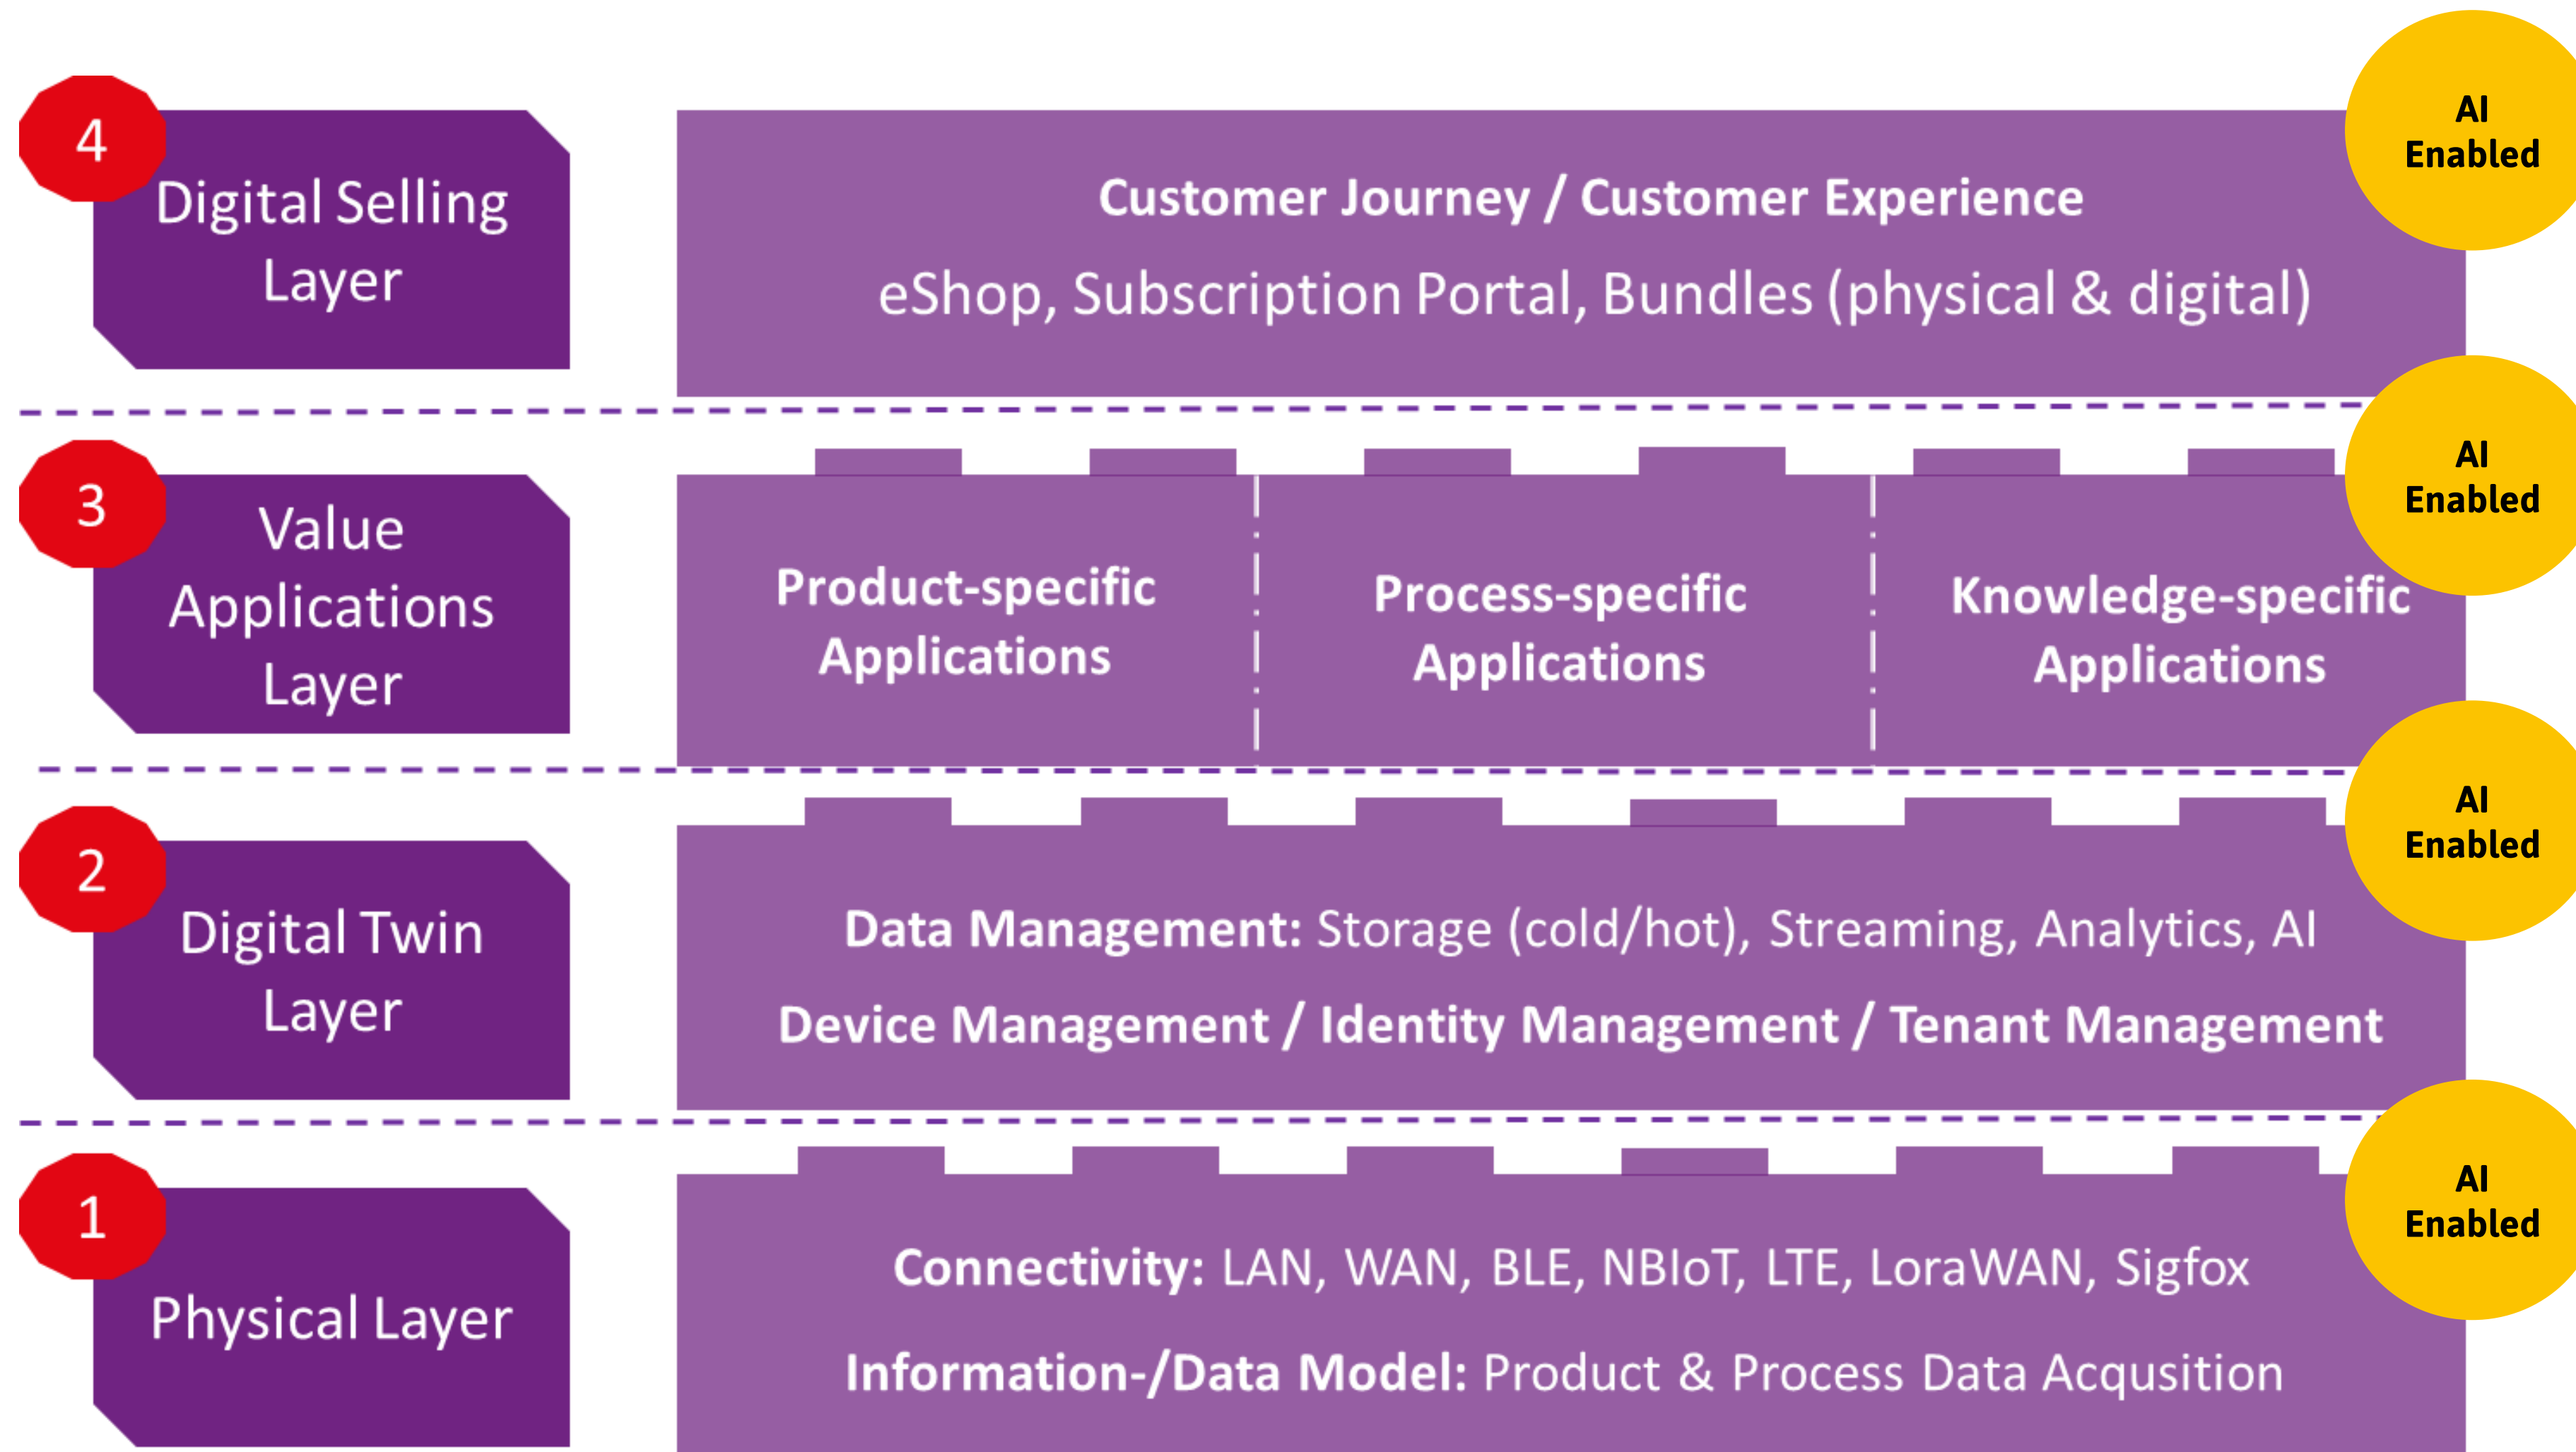 4
Digital Selling
Layer
Customer Journey / Customer Experience
eShop, Subscription Portal, Bundles (physical & digital)
AI
Enabled
3
Value
Applications
Layer
Product-specific
Applications
Process-specific
Applications
Knowledge-specific
Applications
AI
Enabled
2
Digital Twin
Layer
Data Management: Storage (cold/hot), Streaming, Analytics, AI
Device Management / Identity Management / Tenant Management
AI
Enabled
1
Physical Layer
Connectivity: LAN, WAN, BLE, NBIoT, LTE, LoraWAN, Sigfox
Information-/Data Model: Product & Process Data Acqusition
AI
Enabled